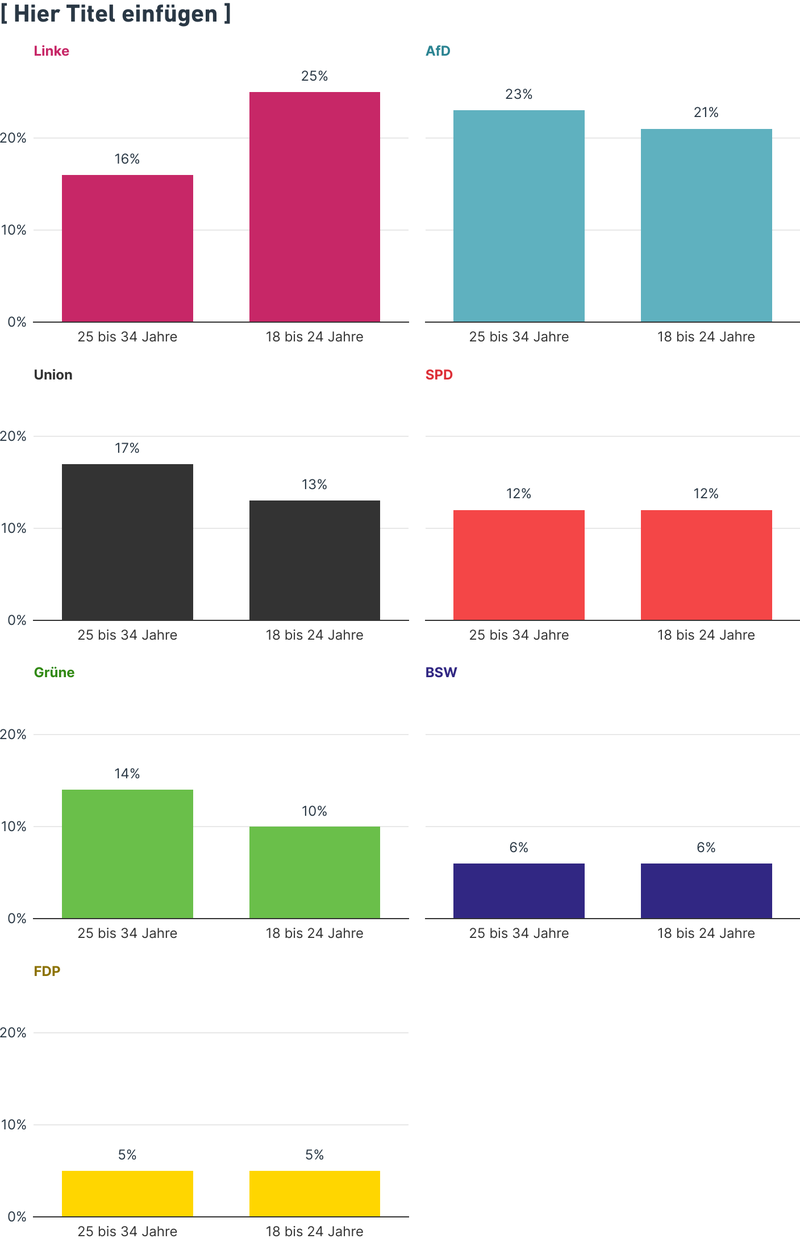 [ Hier Titel einfügen ]
Linke
25%
20%
16%
10%
0%
25 bis 34 Jahre 18 bis 24 Jahre
AfD
23%
21%
25 bis 34 Jahre 18 bis 24 Jahre
Union
20%
17%
13%
10%
0%
25 bis 34 Jahre 18 bis 24 Jahre
SPD
12% 12%
25 bis 34 Jahre 18 bis 24 Jahre
Grüne
20%
14%
10%
10%
0%
25 bis 34 Jahre 18 bis 24 Jahre
BSW
6% 6%
25 bis 34 Jahre 18 bis 24 Jahre
FDP
20%
10%
5% 5%
0%
25 bis 34 Jahre 18 bis 24 Jahre